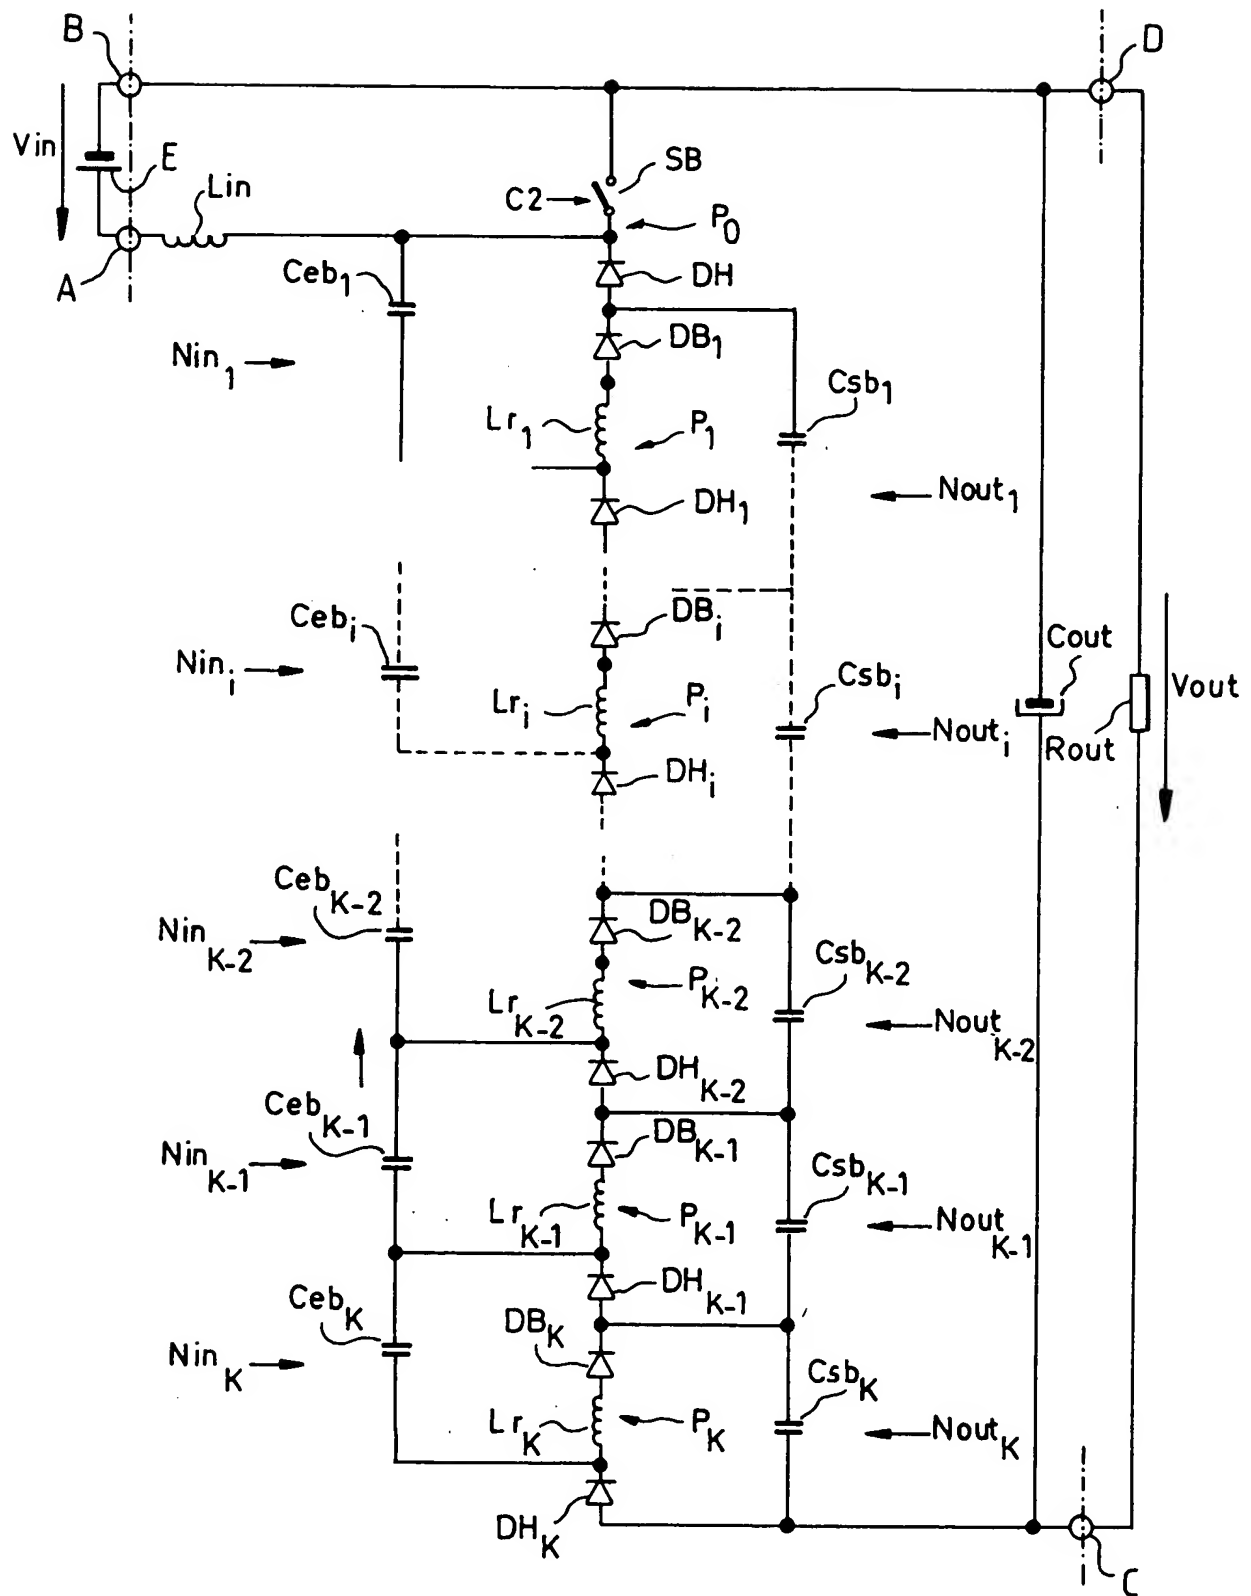 B
D
Vin
E
SB
Lin
C2
P0
A
Ceb1
DH
Nin1
DB1
Csb1
Lr1
P1
Nout1
DH1
Cebi
DBi
Nini
Cout
Csbi
Vout
Lri
Pi
Nouti
Rout
DHi
CebK-2
DBK-2
NinK-2
CsbK-2
PK-2
LrK-2
NoutK-2
DHK-2
CebK-1
DBK-1
NinK-1
CsbK-1
LrK-1
PK-1
NoutK-1
DHK-1
CebK
DBK
NinK
CsbK
LrK
PK
NoutK
DHK
C